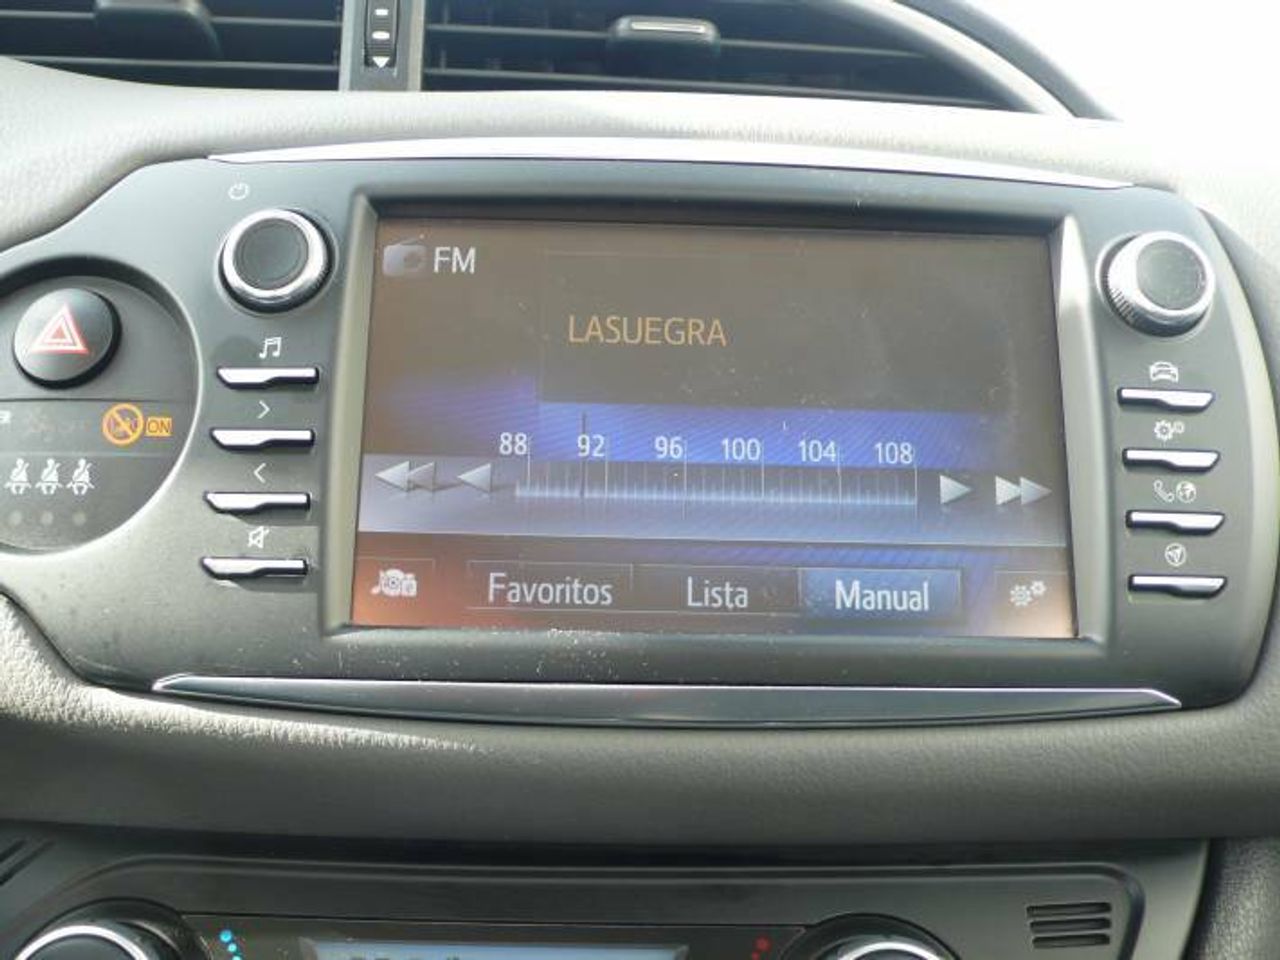 FM
LASUEGRA
88 92 96 100 104 108
ON
Favoritos Lista Manual